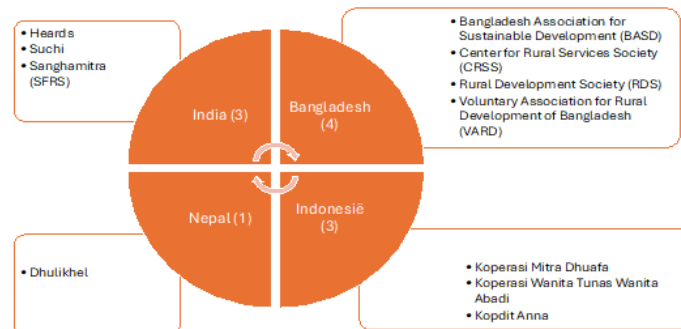 • Heards
• Suchi
• Sanghamitra
(SFRS)
• Bangladesh Association for
Sustainable Development (BASD)
• Center for Rural Services Society
(CRSS)
• Rural Development Society (RDS)
• Voluntary Association for Rural
Development of Bangladesh
(VARD)
India (3)
Bangladesh
(4)
Nepal (1)
Indonesië
(3)
• Dhulikhel
• Koperasi Mitra Dhuafa
• Koperasi Wanita Tunas Wanita
Abadi
• Kopdit Anna